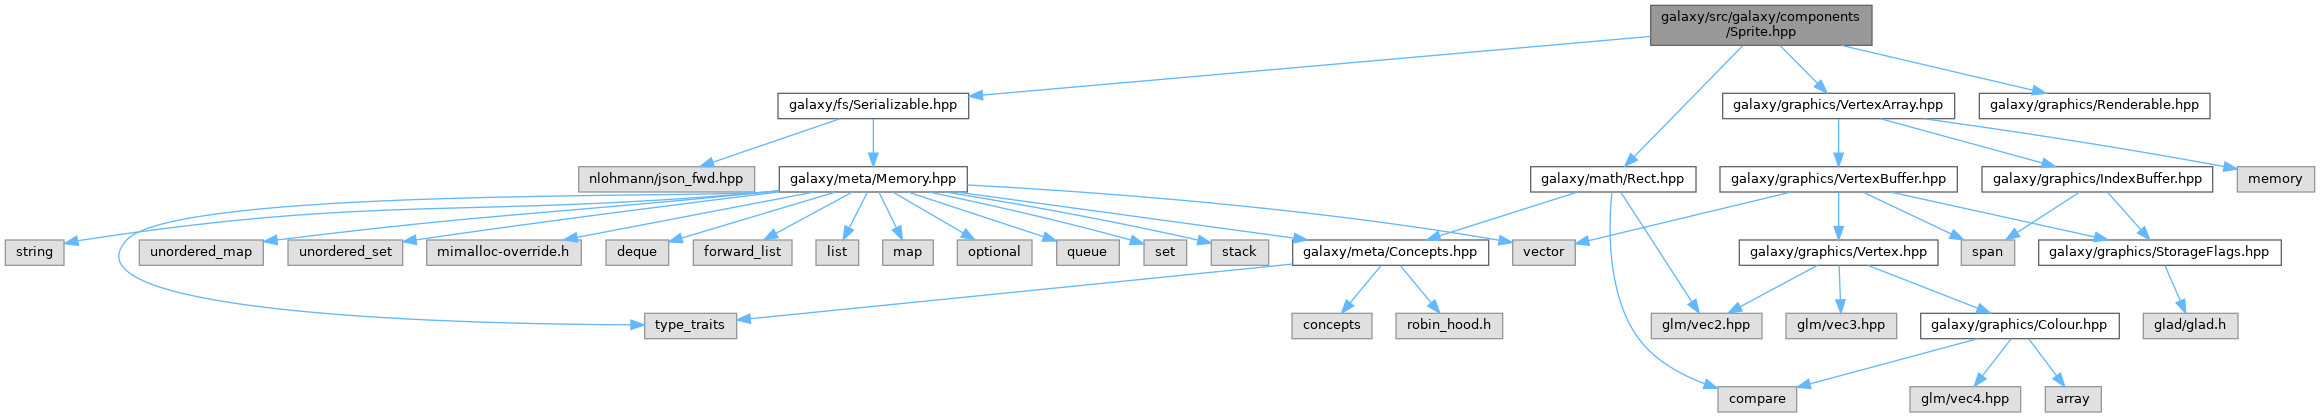 galaxy/src/galaxy/components
/Sprite.hpp
galaxy/fs/Serializable.hpp
galaxy/graphics/VertexArray.hpp
galaxy/graphics/Renderable.hpp
nlohmann/json_fwd.hpp
galaxy/meta/Memory.hpp
galaxy/math/Rect.hpp
galaxy/graphics/VertexBuffer.hpp
galaxy/graphics/IndexBuffer.hpp
memory
string
unordered_map
unordered_set
mimalloc-override.h
deque
forward_list
list
map
optional
queue
set
stack
galaxy/meta/Concepts.hpp
vector
galaxy/graphics/Vertex.hpp
span
galaxy/graphics/StorageFlags.hpp
type_traits
concepts
robin_hood.h
glm/vec2.hpp
glm/vec3.hpp
galaxy/graphics/Colour.hpp
glad/glad.h
compare
glm/vec4.hpp
array